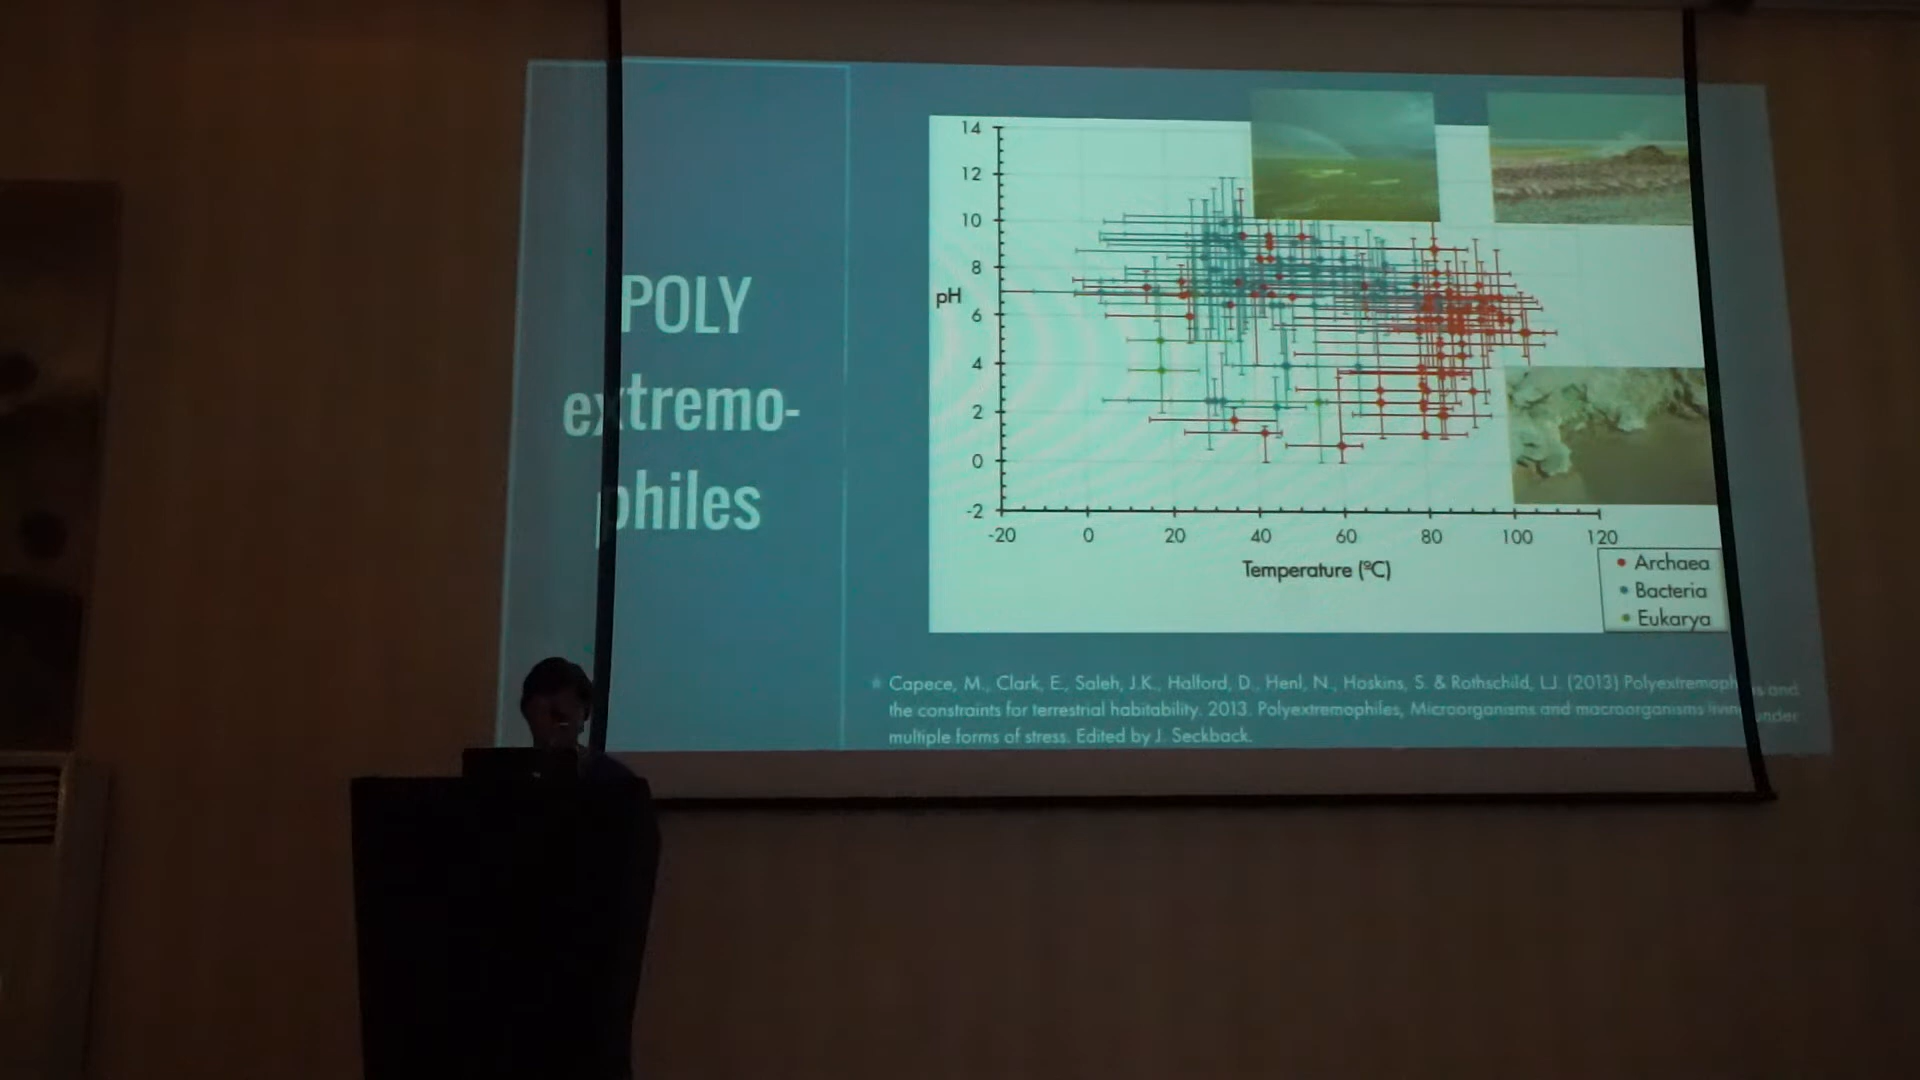 POLY
extremo-
philes
14
12
10
8
pH
6
4
2
0
-2
-20 0 20 40 60 80 100 120
Temperature (°C)
Archaea
Bacteria
Eukarya
* Capece, M., Clark, E., Saleh, J.K., Halford, D., Henl, N., Hoskins, S. & Rothschild, L.J. (2013) Polyextremophiles and
the constraints for terrestrial habitability. 2013. Polyextremophiles, Microorganisms and macroorganisms living under
multiple forms of stress. Edited by J. Seckback.